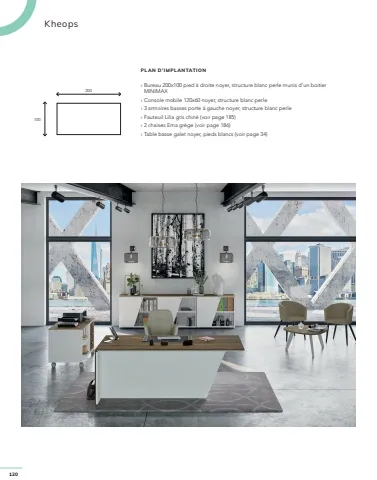 Kheops
PLAN D'IMPLANTATION
› Bureau 200x100 pied à droite noyer, structure blanc perle munis d'un boitier
MINIMAX
› Console mobile 120x60 noyer, structure blanc perle
› 3 armoires basses porte à gauche noyer, structure blanc perle
› Fauteuil Lilia gris chiné (voir page 185)
› 2 chaises Ema grège (voir page 186)
› Table basse galet noyer, pieds blancs (voir page 34)
200
100
120